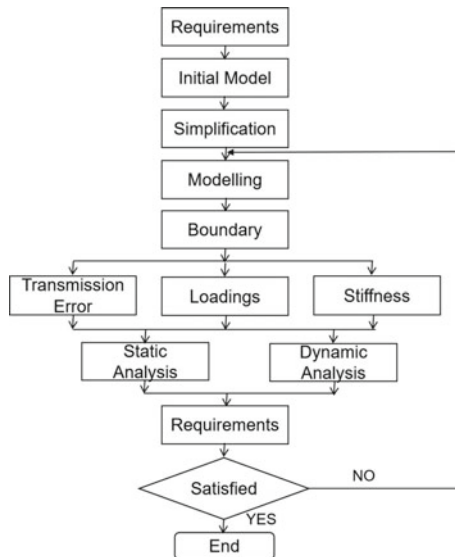 Requirements
Initial Model
Simplification
Modelling
Boundary
Transmission
Error
Loadings
Stiffness
Static
Analysis
Dynamic
Analysis
Requirements
Satisfied
NO
YES
End